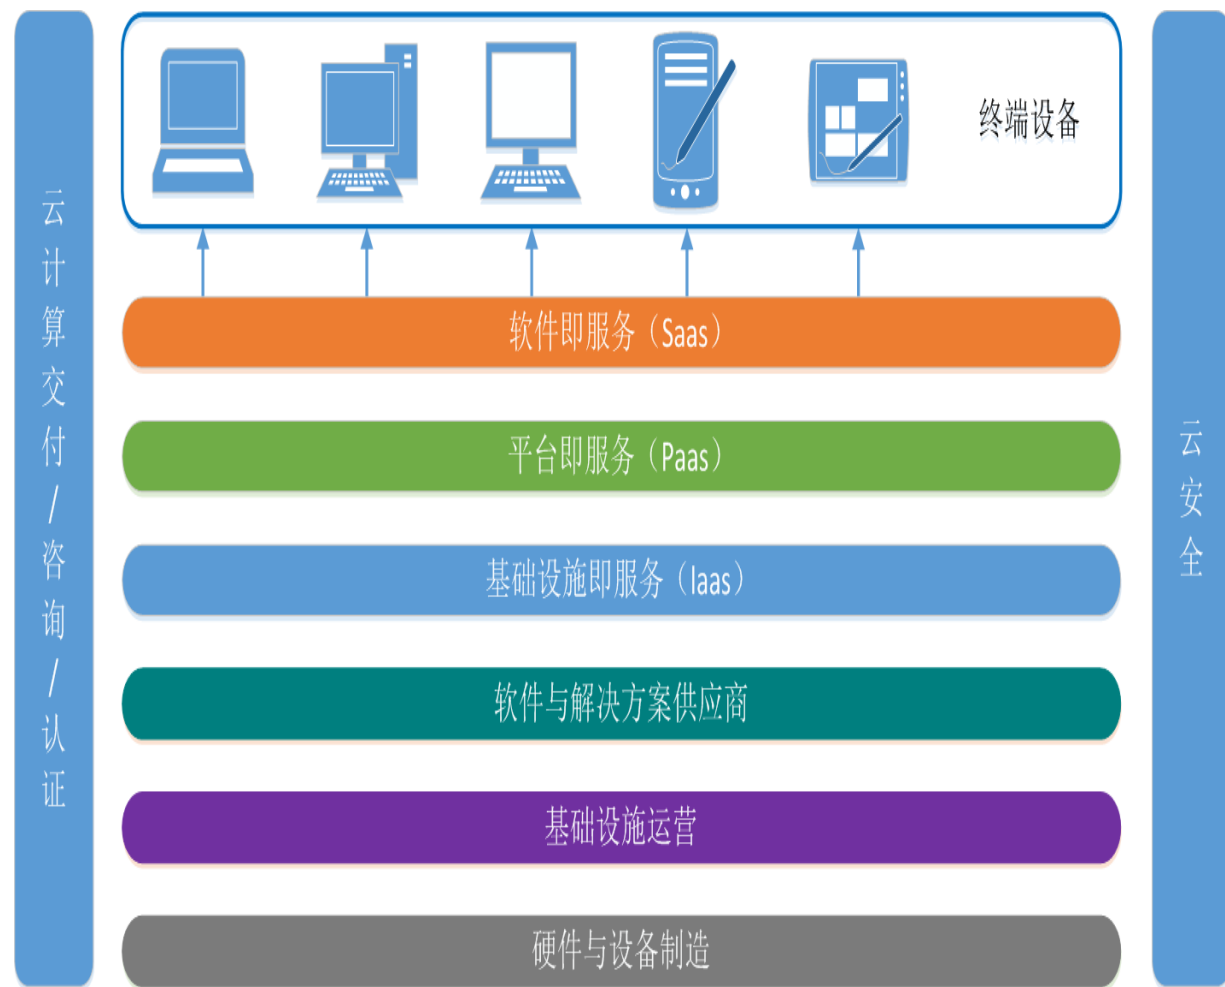 云计算交付/咨询/认证
终端设备
软件即服务（Saas）
平台即服务（Paas）
基础设施即服务（Iaas）
软件与解决方案供应商
基础设施运营
硬件与设备制造
云安全